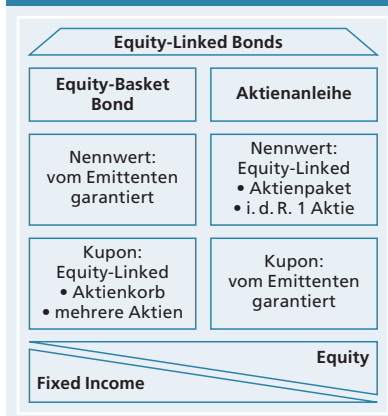 Equity-Linked Bonds
Equity-Basket
Bond
Aktienanleihe
Nennwert:
vom Emittenten
garantiert
Nennwert:
Equity-Linked
• Aktienpaket
• i. d. R. 1 Aktie
Kupon:
Equity-Linked
• Aktienkorb
• mehrere Aktien
Kupon:
vom Emittenten
garantiert
Equity
Fixed Income